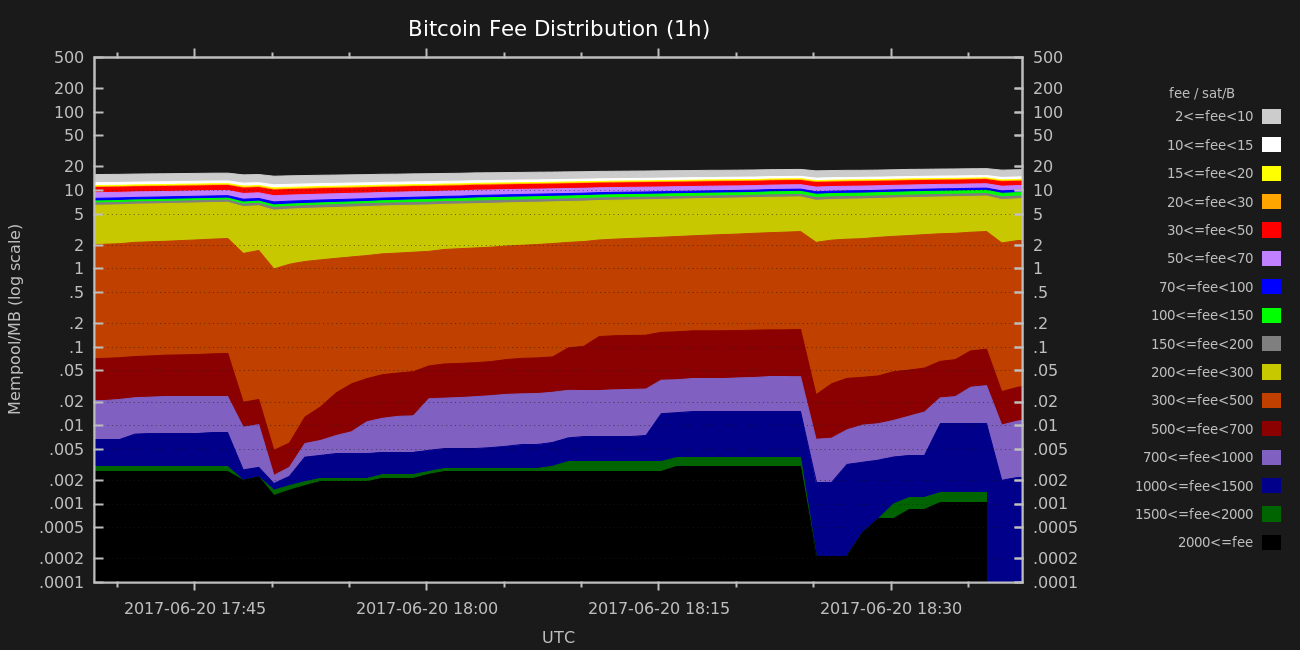 Bitcoin Fee Distribution (1h)
500 500
200 200
100 100
50 50
20 20
10 10
5 5
2 2
1 1
.5 .5
.2 .2
.1 .1
.05 .05
.02 .02
.01 .01
.005 .005
.002 .002
.001 .001
.0005 .0005
.0002 .0002
.0001 .0001
Mempool/MB (log scale)
2017-06-20 17:45 2017-06-20 18:00 2017-06-20 18:15 2017-06-20 18:30
UTC
fee / sat/B
2<=fee<10
10<=fee<15
15<=fee<20
20<=fee<30
30<=fee<50
50<=fee<70
70<=fee<100
100<=fee<150
150<=fee<200
200<=fee<300
300<=fee<500
500<=fee<700
700<=fee<1000
1000<=fee<1500
1500<=fee<2000
2000<=fee